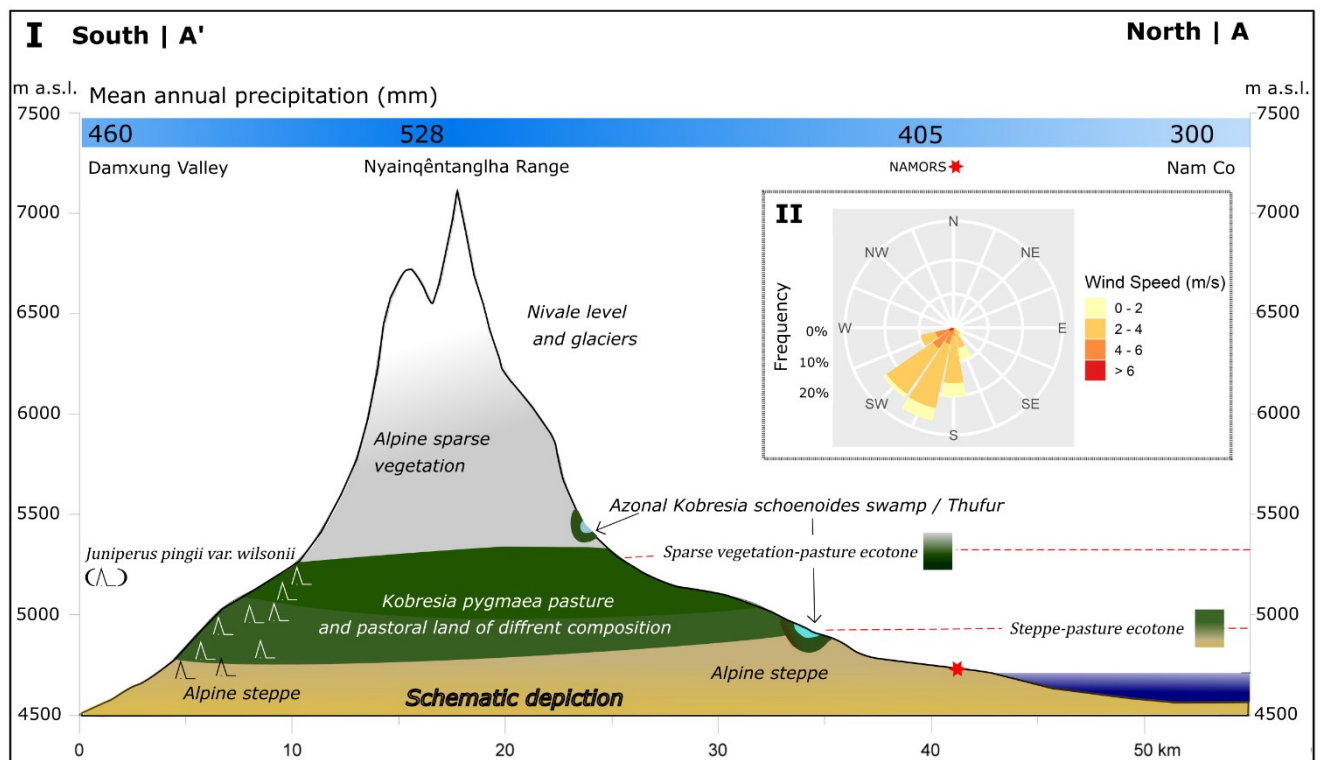 I South | A'
North | A
m a.s.l.
m a.s.l.
Mean annual precipitation (mm)
7500
7500
460
528
405
300
Damxung Valley
Nyainqêntanglha Range
NAMORS
Nam Co
7000
7000
II
N
NW
NE
Wind Speed (m/s)
0 - 2
2 - 4
4 - 6
> 6
Frequency
W
E
0%
10%
20%
SW
SE
S
6500
6500
Nivale level
and glaciers
6000
6000
Alpine sparse
vegetation
5500
5500
Azonal Kobresia schoenoides swamp / Thufur
Juniperus pingii var. wilsonii
Sparse vegetation-pasture ecotone
Kobresia pygmaea pasture
and pastoral land of diffrent composition
5000
5000
Steppe-pasture ecotone
Alpine steppe
Alpine steppe
Schematic depiction
4500
4500
0
10
20
30
40
50 km